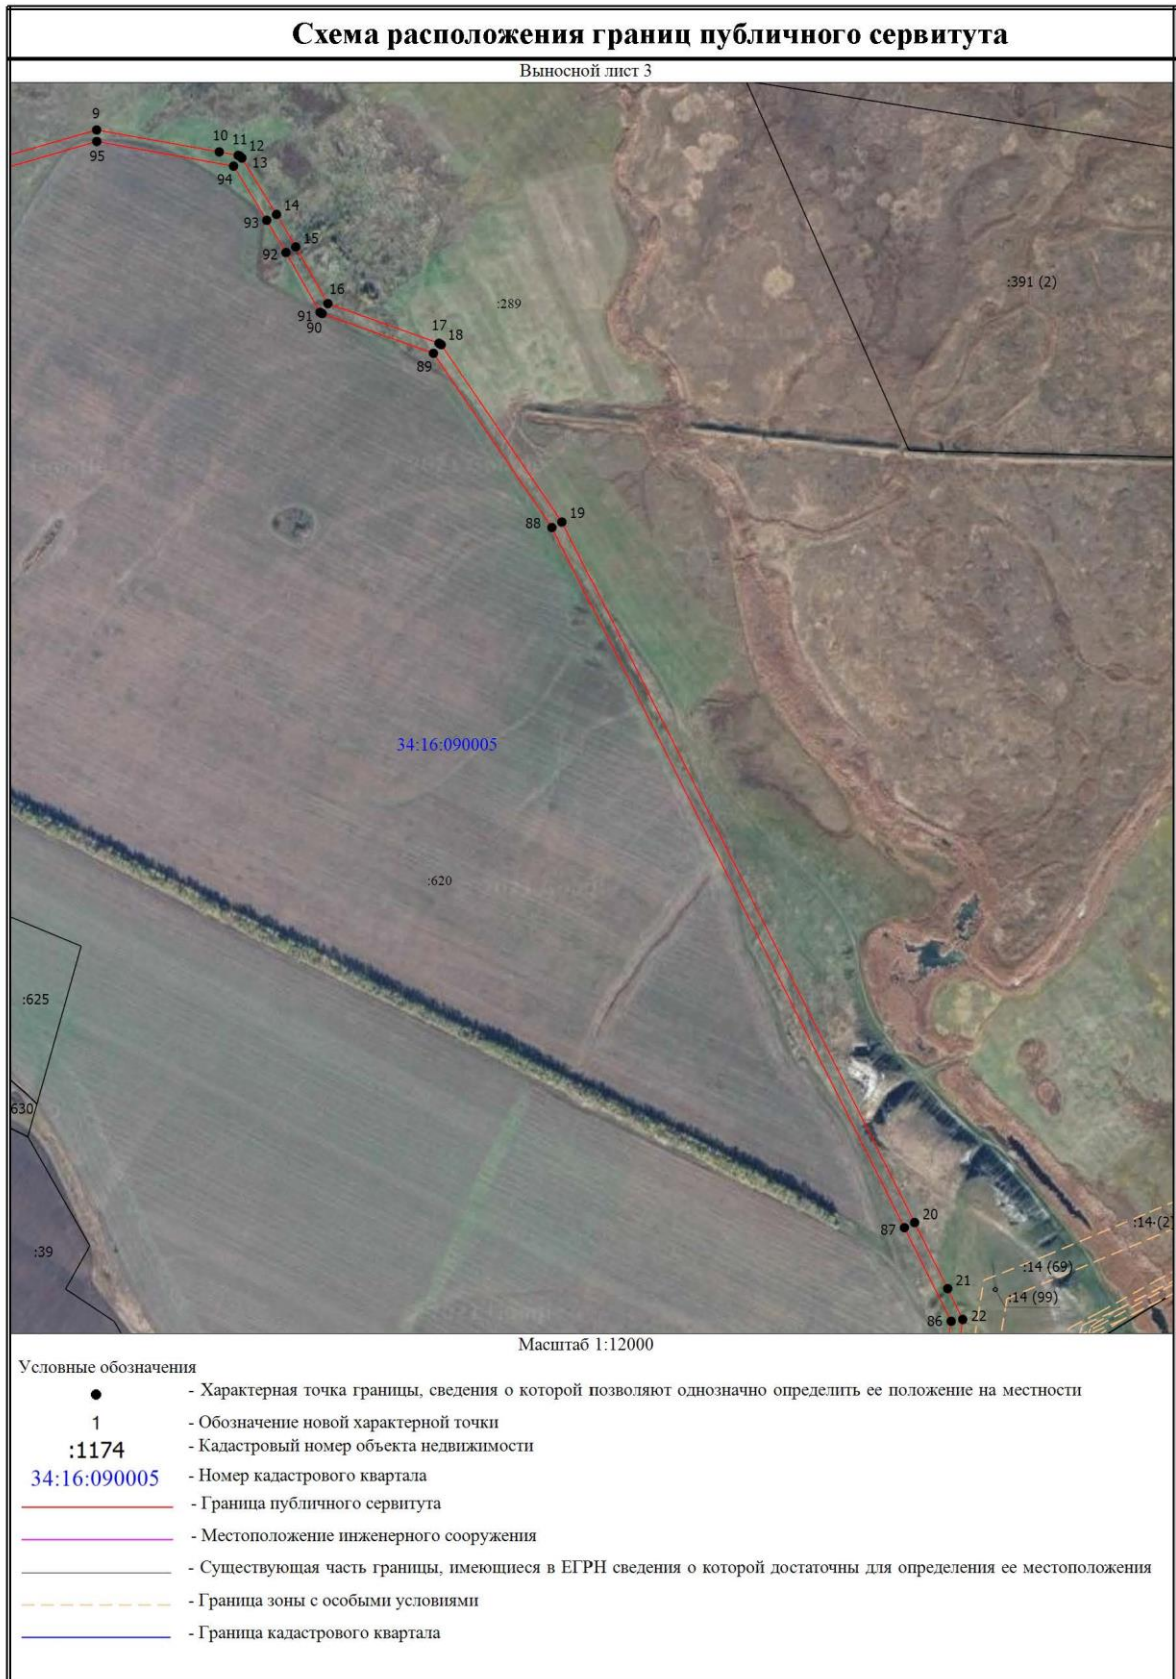 Схема расположения границ публичного сервитута
Выносной лист 3
9
95
10
11
12
13
94
14
93
15
92
16
91
90
:289
:391 (2)
17
18
89
88
19
34:16:090005
:620
:625
630
:39
87
20
:14 (2)
:14 (69)
21
:14 (99)
86
22
Масштаб 1:12000
Условные обозначения
- Характерная точка границы, сведения о которой позволяют однозначно определить ее положение на местности
1 - Обозначение новой характерной точки
:1174 - Кадастровый номер объекта недвижимости
34:16:090005 - Номер кадастрового квартала
- Граница публичного сервитута
- Местоположение инженерного сооружения
- Существующая часть границы, имеющиеся в ЕГРН сведения о которой достаточны для определения ее местоположения
- Граница зоны с особыми условиями
- Граница кадастрового квартала